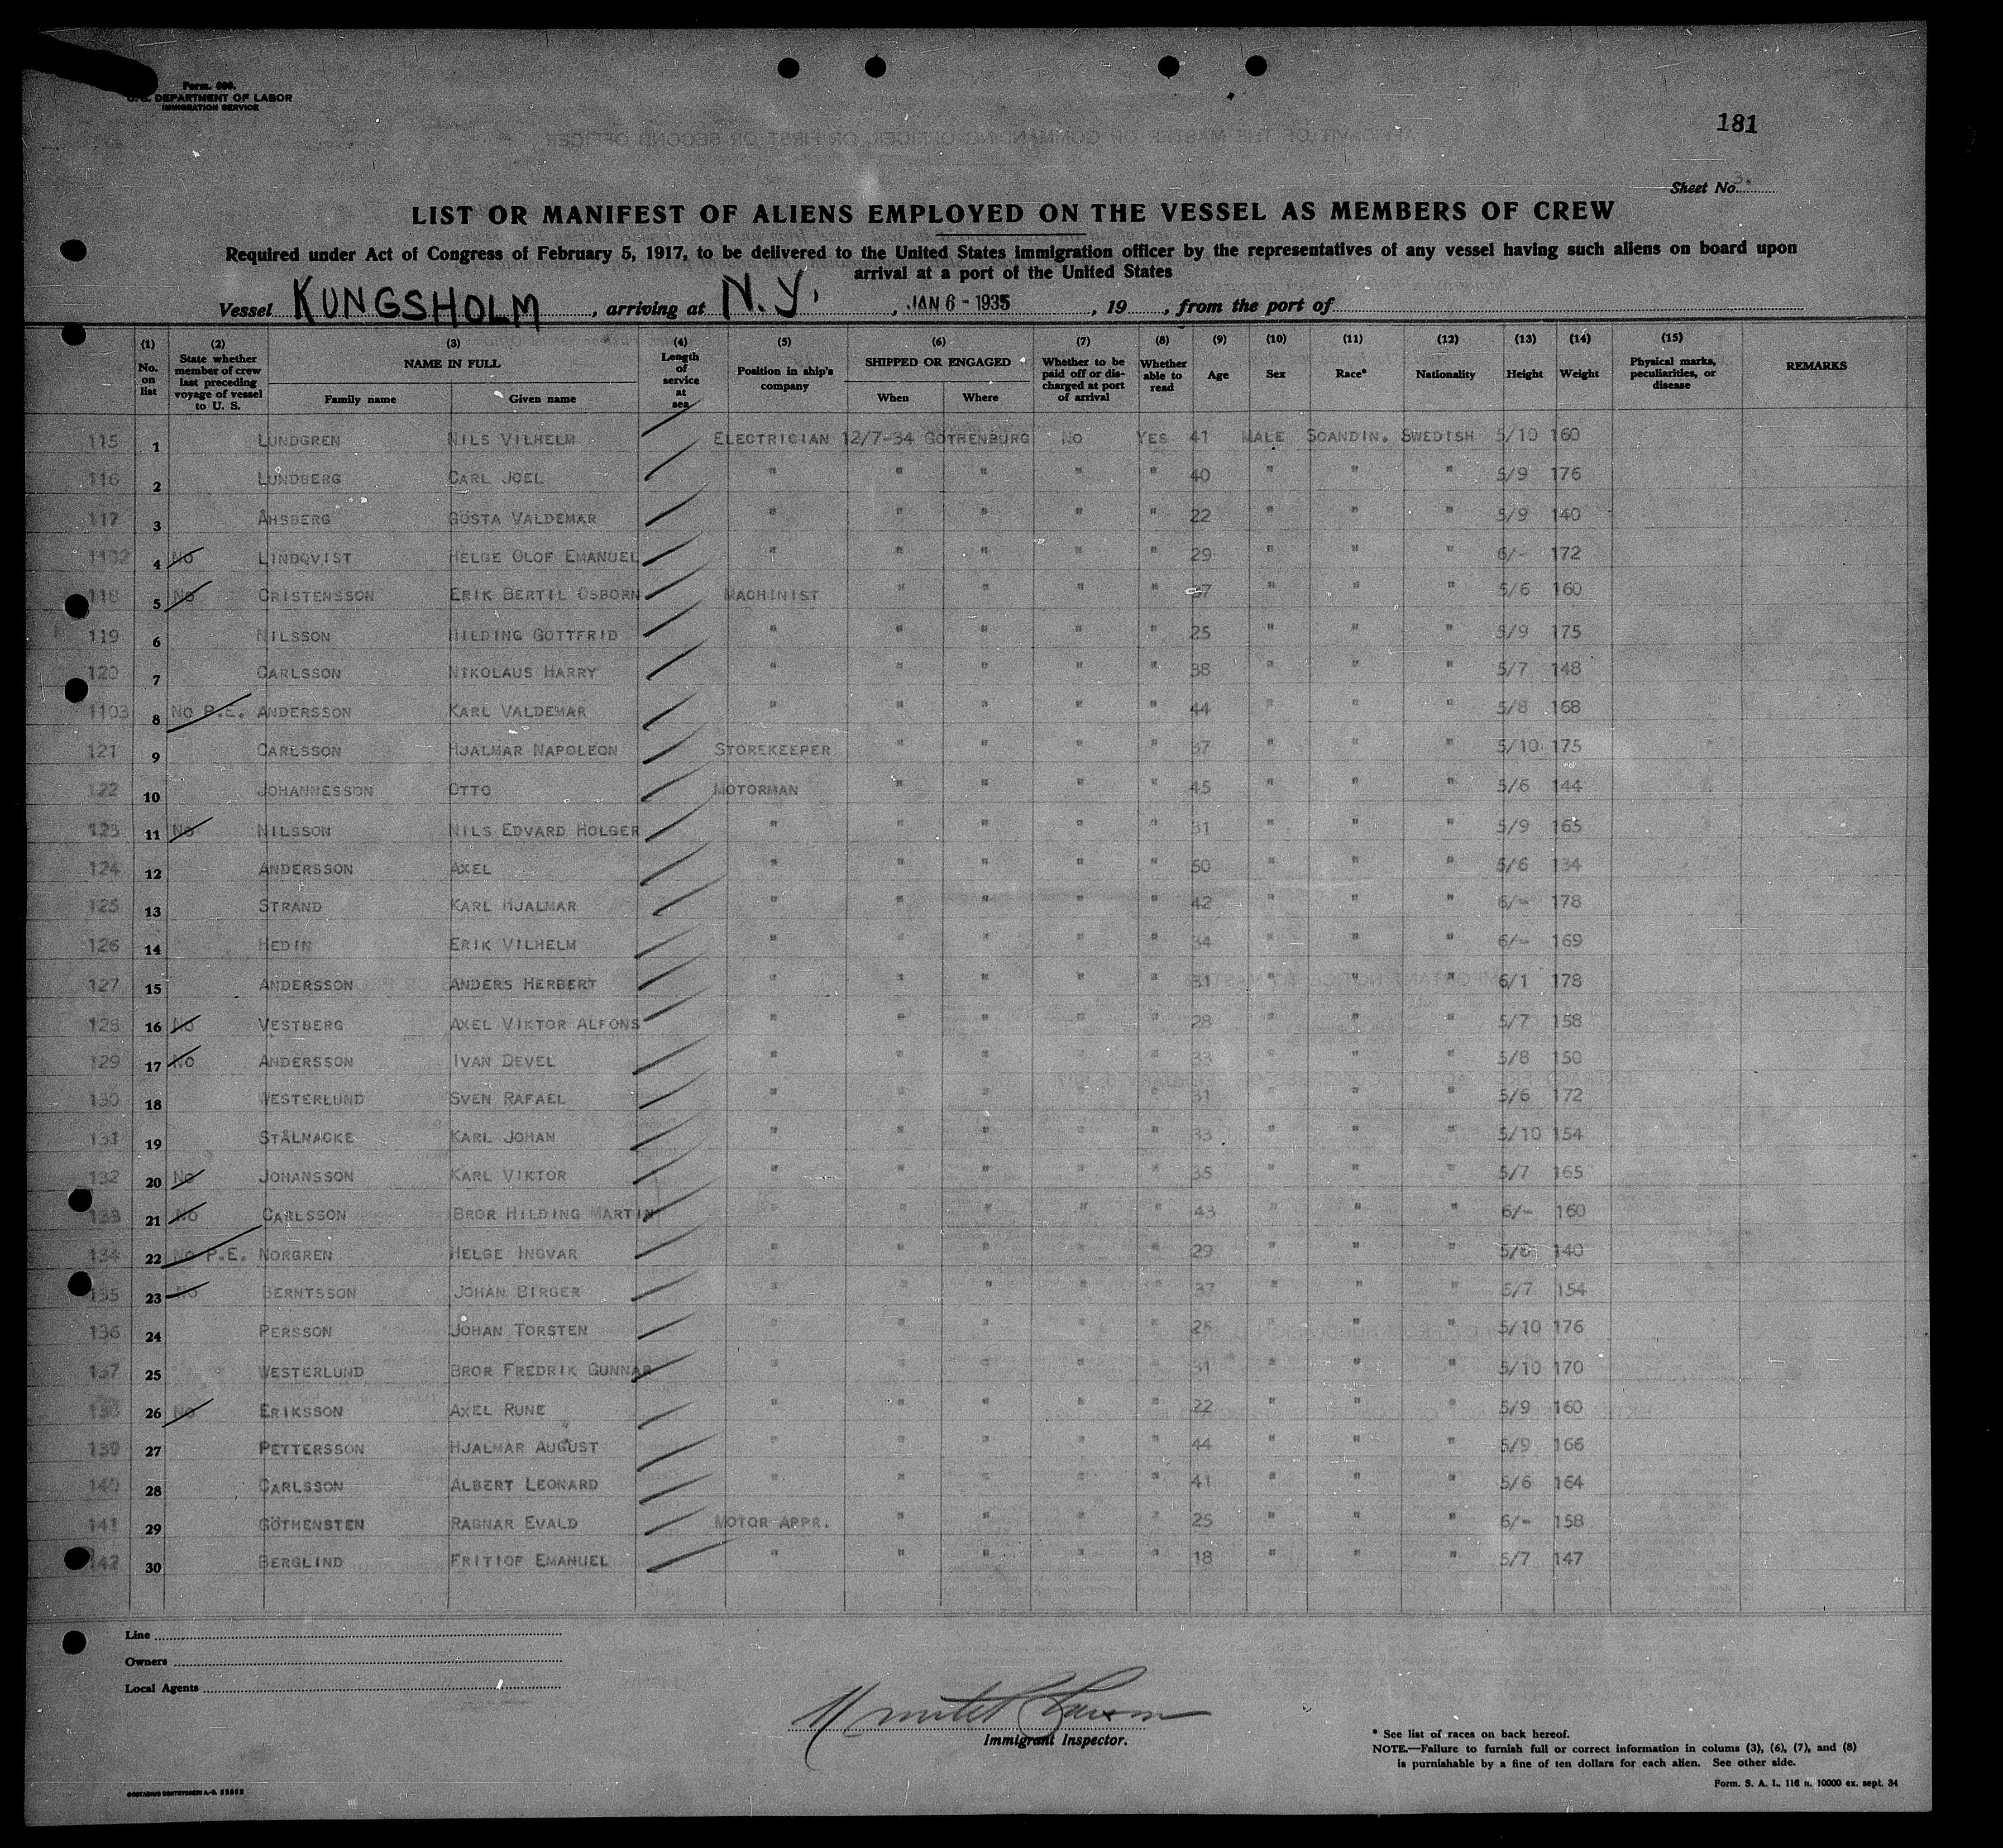 Form. 680.
U.S. DEPARTMENT OF LABOR
IMMIGRATION SERVICE
181
Sheet No. 3.
LIST OR MANIFEST OF ALIENS EMPLOYED ON THE VESSEL AS MEMBERS OF CREW
Required under Act of Congress of February 5, 1917, to be delivered to the United States immigration officer by the representatives of any vessel having such aliens on board upon
arrival at a port of the United States
Vessel KUNGSHOLM, arriving at N.Y., JAN 6 - 1935, 19, from the port of
(1) No. on list (2) State whether member of crew last preceding voyage of vessel to U. S. (3) NAME IN FULL Family name Given name (4) Length of service at sea (5) Position in ship's company (6) SHIPPED OR ENGAGED When Where (7) Whether to be paid off or discharged at port of arrival (8) Whether able to read (9) Age (10) Sex (11) Race* (12) Nationality (13) Height (14) Weight (15) Physical marks, peculiarities, or disease REMARKS
115 1 LUNDGREN NILS VILHELM ELECTRICIAN 12/7-34 GOTHENBURG NO YES 41 MALE SCANDIN. SWEDISH 5/10 160
116 2 LUNDBERG CARL JOEL " " " " " 40 " " " 5/9 176
117 3 ÅHSBERG GÖSTA VALDEMAR " " " " " 22 " " " 5/9 140
1102 4 NO LINDQVIST HELGE OLOF EMANUEL " " " " " 29 " " " 6/- 172
118 5 NO CRISTENSSON ERIK BERTIL OSBORN MACHINIST " " " " 37 " " " 5/6 160
119 6 NILSSON HILDING GOTTFRID " " " " " 25 " " " 5/9 175
120 7 CARLSSON NIKOLAUS HARRY " " " " " 38 " " " 5/7 148
1103 8 NO P.E. ANDERSSON KARL VALDEMAR " " " " " 44 " " " 5/8 168
121 9 CARLSSON HJALMAR NAPOLEON STOREKEEPER " " " " 37 " " " 5/10 175
122 10 JOHANNESSON OTTO MOTORMAN " " " " 45 " " " 5/6 144
123 11 NO NILSSON NILS EDVARD HOLGER " " " " " 31 " " " 5/9 165
124 12 ANDERSSON AXEL " " " " " 50 " " " 5/6 134
125 13 STRAND KARL HJALMAR " " " " " 42 " " " 6/- 178
126 14 HEDIN ERIK VILHELM " " " " " 34 " " " 6/- 169
127 15 ANDERSSON ANDERS HERBERT " " " " " 31 " " " 6/1 178
128 16 NO VESTBERG AXEL VIKTOR ALFONS " " " " " 28 " " " 5/7 158
129 17 NO ANDERSSON IVAN DEVEL " " " " " 33 " " " 5/8 150
130 18 VESTERLUND SVEN RAFAEL " " " " " 31 " " " 5/6 172
131 19 STÅLNACKE KARL JOHAN " " " " " 33 " " " 5/10 154
132 20 NO JOHANSSON KARL VIKTOR " " " " " 35 " " " 5/7 165
133 21 NO CARLSSON BROR HILDING MARTIN " " " " " 43 " " " 6/- 160
134 22 NO P.E. NORGREN HELGE INGVAR " " " " " 29 " " " 5/8 140
135 23 NO BERNTSSON JOHAN BIRGER " " " " " 37 " " " 5/7 154
136 24 PERSSON JOHAN TORSTEN " " " " " " " " 5/10 176
137 25 WESTERLUND BROR FREDRIK GUNNAR " " " " " 31 " " " 5/10 170
138 26 NO ERIKSSON AXEL RUNE " " " " " 22 " " " 5/9 160
139 27 PETTERSSON HJALMAR AUGUST " " " " " 44 " " " 5/9 166
140 28 CARLSSON ALBERT LEONARD " " " " " 41 " " " 5/6 164
141 29 GÖTHENSTEN RAGNAR EVALD MOTOR APPR. " " " " 25 " " " 6/- 158
142 30 BERGLIND FRITIOF EMANUEL " " " " " 18 " " " 5/7 147
Line
Owners
Local Agents
Immigrant Inspector.
* See list of races on back hereof.
NOTE.—Failure to furnish full or correct information in colums (3), (6), (7), and (8)
is purnishable by a fine of ten dollars for each alien. See other side.
Form. S. A. L. 116 n. 10000 ex. sept. 34